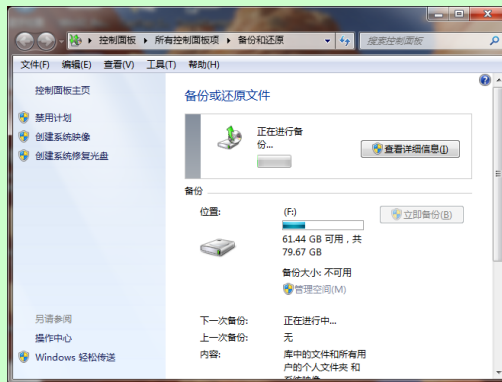 控制面板 ▸ 所有控制面板项 ▸ 备份和还原
搜索控制面板
文件(F) 编辑(E) 查看(V) 工具(T) 帮助(H)
控制面板主页
禁用计划
创建系统映像
创建系统修复光盘
另请参阅
操作中心
Windows 轻松传送
备份或还原文件
正在进行备
份...
查看详细信息(I)
备份
位置:
(F:)
61.44 GB 可用，共
79.67 GB
立即备份(B)
备份大小: 不可用
管理空间(M)
下一次备份: 正在进行中...
上一次备份: 无
内容: 库中的文件和所有用
户的个人文件夹 和
系统映像